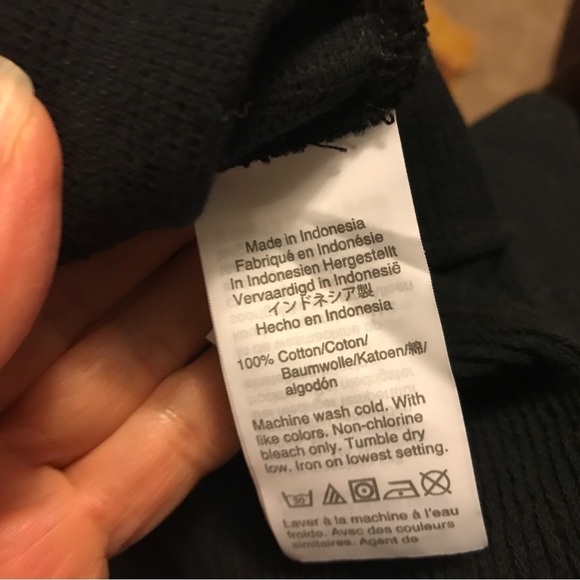 Made in Indonesia
Fabriqué en Indonésie
In Indonesien Hergestellt
Vervaardigd in Indonesië
インドネシア製
Hecho en Indonesia
100% Cotton/Coton/
Baumwolle/Katoen/綿/
algodón
Machine wash cold. With
like colors. Non-chlorine
bleach only. Tumble dry
low. Iron on lowest setting.
30
Laver à la machine à l'eau
froide. Avec des couleurs
similaires. Agent de